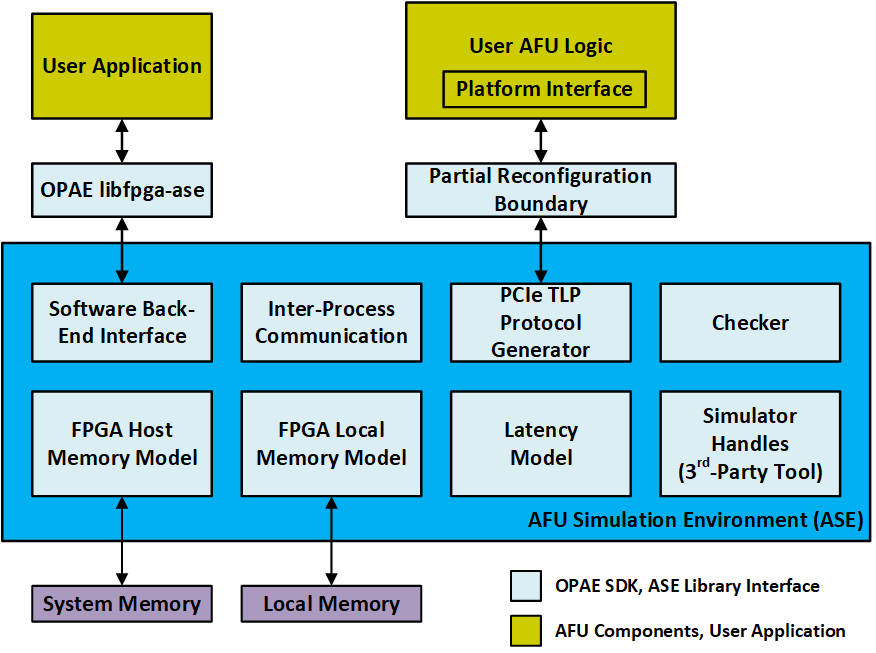 User Application
User AFU Logic
Platform Interface
OPAE libfpga-ase
Partial Reconfiguration
Boundary
Software Back-
End Interface
Inter-Process
Communication
PCIe TLP
Protocol
Generator
Checker
FPGA Host
Memory Model
FPGA Local
Memory Model
Latency
Model
Simulator
Handles
(3rd-Party Tool)
AFU Simulation Environment (ASE)
System Memory
Local Memory
OPAE SDK, ASE Library Interface
AFU Components, User Application